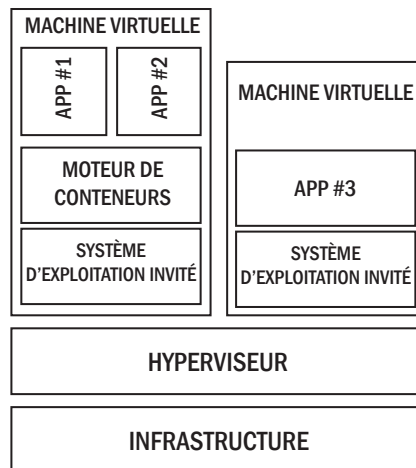 MACHINE VIRTUELLE
APP #1
APP #2
MOTEUR DE
CONTENEURS
SYSTÈME
D'EXPLOITATION INVITÉ
MACHINE VIRTUELLE
APP #3
SYSTÈME
D'EXPLOITATION INVITÉ
HYPERVISEUR
INFRASTRUCTURE